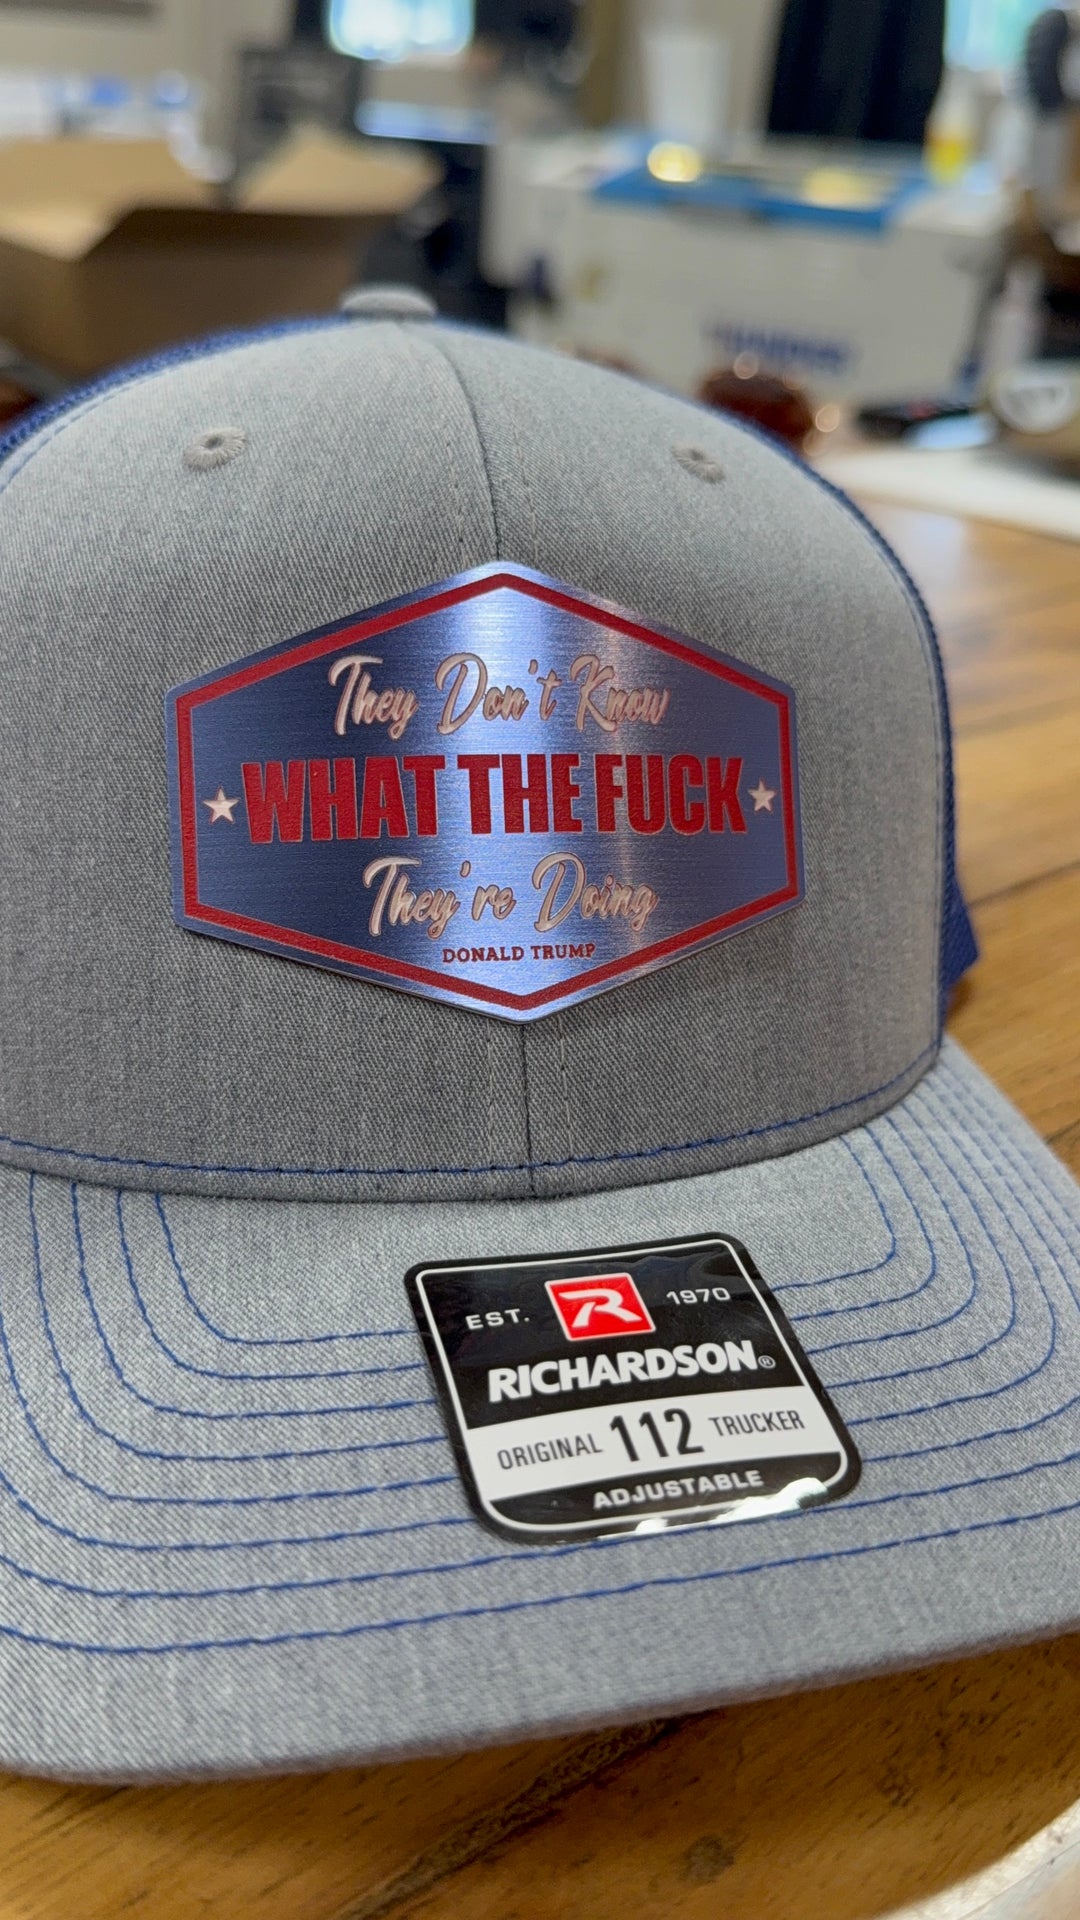 They Don't Know
WHAT THE FUCK
They're Doing
DONALD TRUMP
EST. R 1970
RICHARDSON®
ORIGINAL 112 TRUCKER
ADJUSTABLE